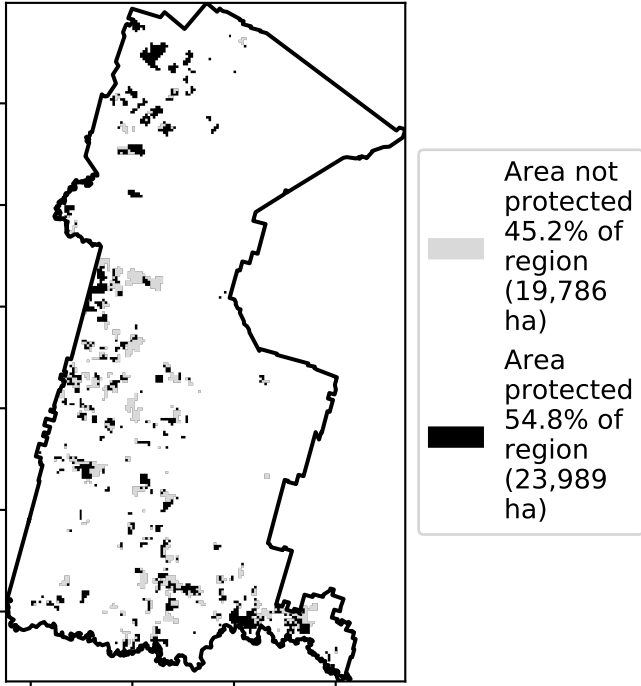 Area not
protected
45.2% of
region
(19,786
ha)
Area
protected
54.8% of
region
(23,989
ha)